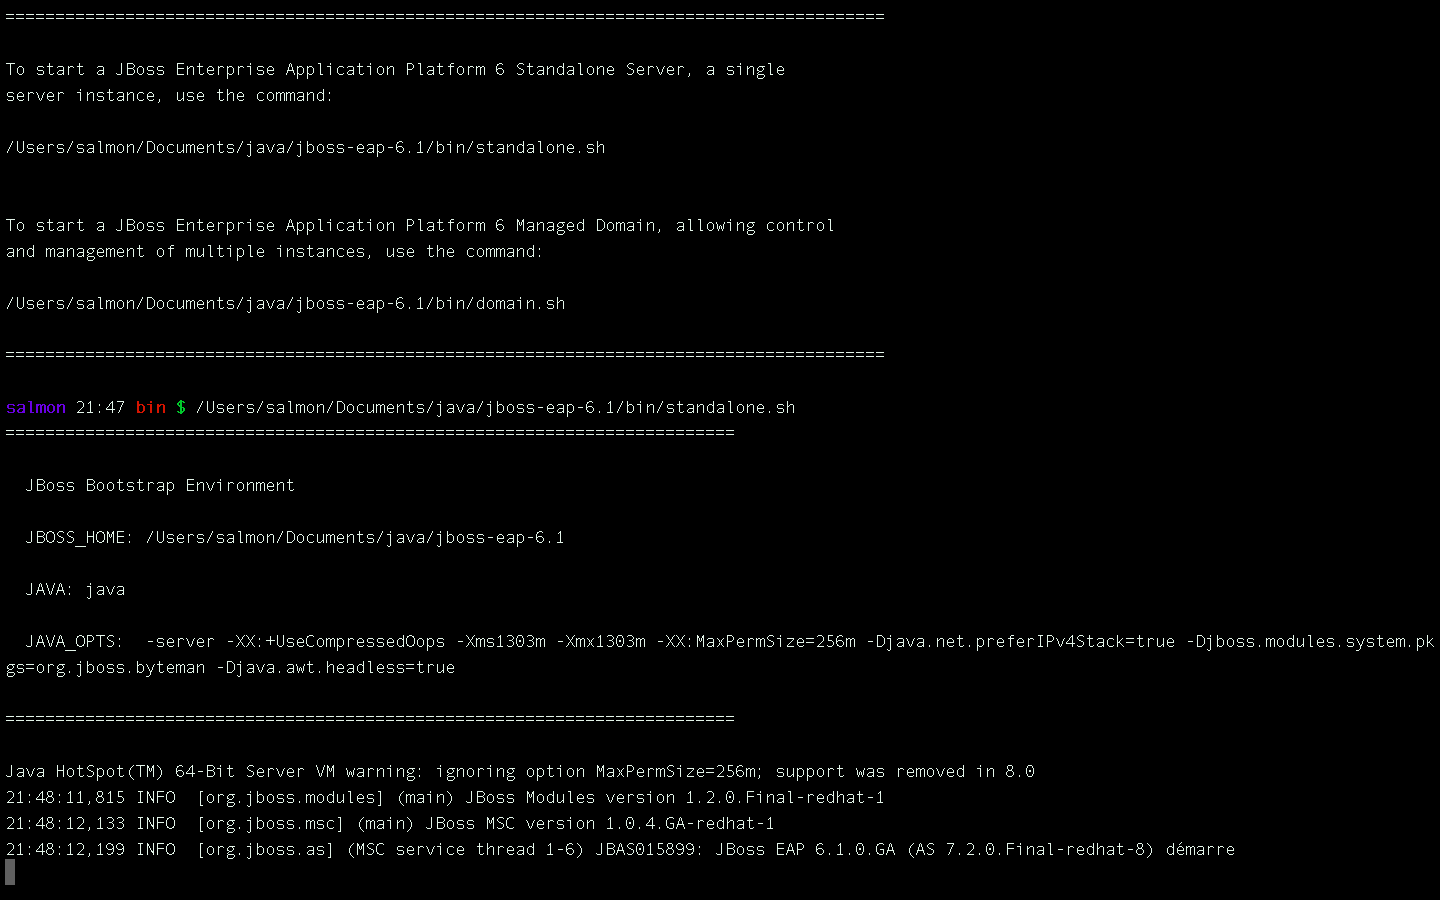 ========================================================================================
To start a JBoss Enterprise Application Platform 6 Standalone Server, a single
server instance, use the command:
/Users/salmon/Documents/java/jboss-eap-6.1/bin/standalone.sh
To start a JBoss Enterprise Application Platform 6 Managed Domain, allowing control
and management of multiple instances, use the command:
/Users/salmon/Documents/java/jboss-eap-6.1/bin/domain.sh
========================================================================================
salmon 21:47 bin $ /Users/salmon/Documents/java/jboss-eap-6.1/bin/standalone.sh
=========================================================================
  JBoss Bootstrap Environment
  JBOSS_HOME: /Users/salmon/Documents/java/jboss-eap-6.1
  JAVA: java
  JAVA_OPTS:  -server -XX:+UseCompressedOops -Xms1303m -Xmx1303m -XX:MaxPermSize=256m -Djava.net.preferIPv4Stack=true -Djboss.modules.system.pk
gs=org.jboss.byteman -Djava.awt.headless=true
=========================================================================
Java HotSpot(TM) 64-Bit Server VM warning: ignoring option MaxPermSize=256m; support was removed in 8.0
21:48:11,815 INFO  [org.jboss.modules] (main) JBoss Modules version 1.2.0.Final-redhat-1
21:48:12,133 INFO  [org.jboss.msc] (main) JBoss MSC version 1.0.4.GA-redhat-1
21:48:12,199 INFO  [org.jboss.as] (MSC service thread 1-6) JBAS015899: JBoss EAP 6.1.0.GA (AS 7.2.0.Final-redhat-8) démarre